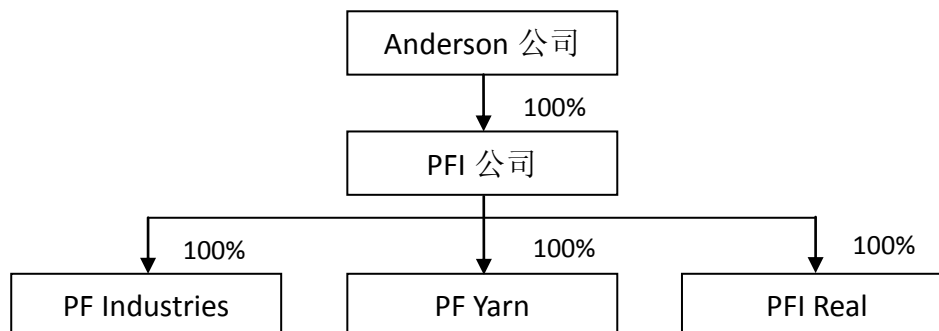 Anderson 公司
100%
PFI 公司
100%
100%
100%
PF Industries
PF Yarn
PFI Real